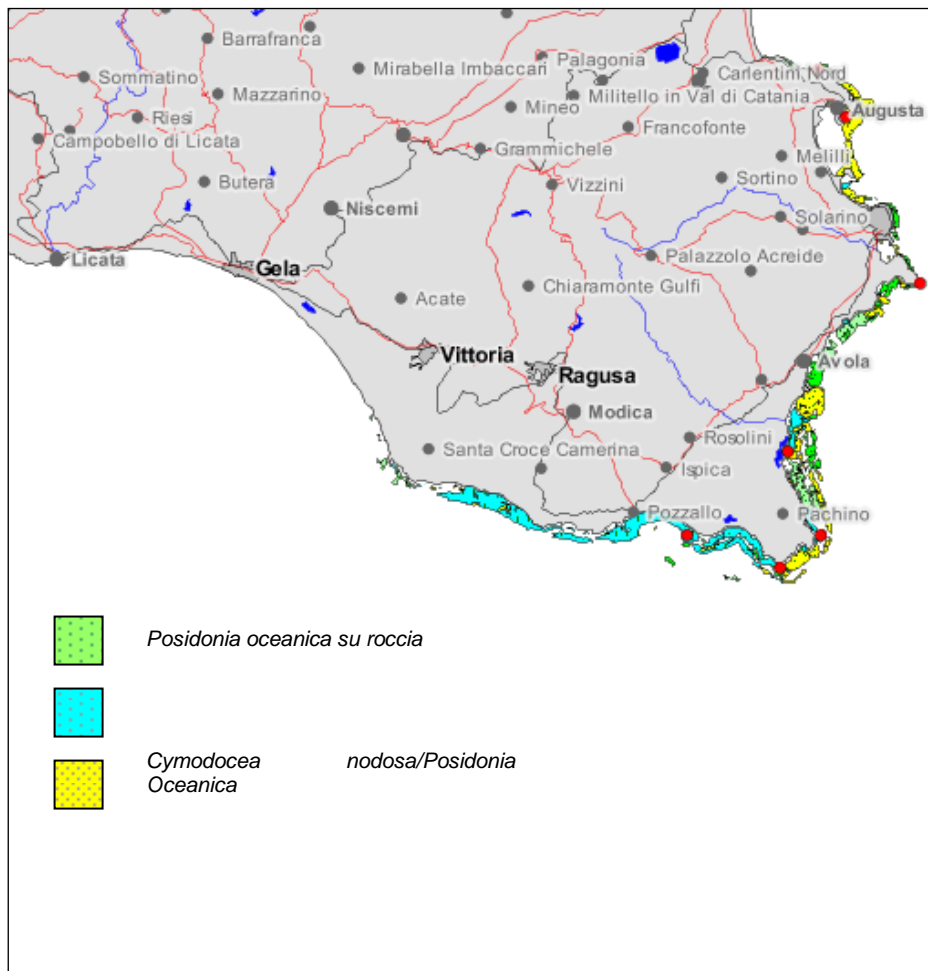 Barrafranca
Sommatino
Mirabella Imbaccari
Palagonia
Carlentini Nord
Mazzarino
Mineo
Militello in Val di Catania
Augusta
Riesi
Francofonte
Campobello di Licata
Grammichele
Melilli
Butera
Vizzini
Sortino
Niscemi
Solarino
Licata
Gela
Palazzolo Acreide
Acate
Chiaramonte Gulfi
Vittoria
Avola
Ragusa
Modica
Rosolini
Santa Croce Camerina
Ispica
Pozzallo
Pachino
Posidonia oceanica su roccia
Cymodocea nodosa/Posidonia
Oceanica